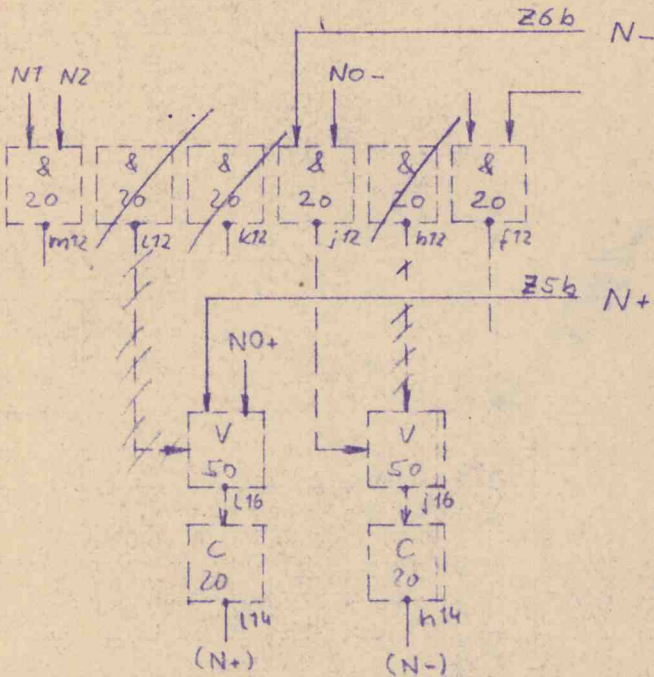 Z6b N-
N1 N2 NO-
& & & & & &
20 20 20 20 20 20
m12 l12 k12 j12 h12 f12
Z5b N+
NO+
V V
50 50
l16 j16
C C
20 20
l14 h14
(N+) (N-)